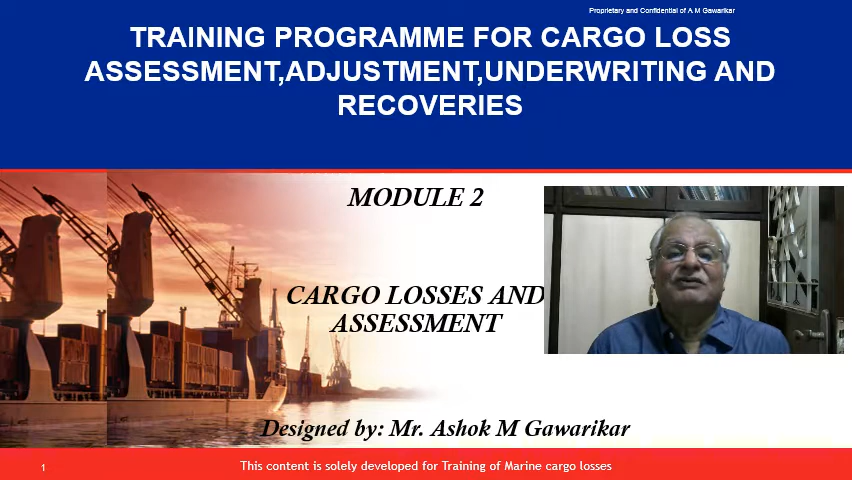 Proprietary and Confidential of A M Gawarikar
TRAINING PROGRAMME FOR CARGO LOSS
ASSESSMENT,ADJUSTMENT,UNDERWRITING AND
RECOVERIES
MODULE 2
CARGO LOSSES AND
ASSESSMENT
Designed by: Mr. Ashok M Gawarikar
1
This content is solely developed for Training of Marine cargo losses